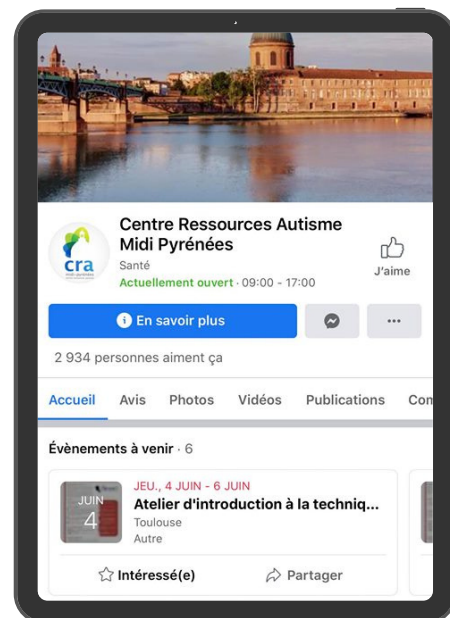 Centre Ressources Autisme
Midi Pyrénées
Santé
J'aime
Actuellement ouvert · 09:00 - 17:00
cra
En savoir plus
2 934 personnes aiment ça
Accueil Avis Photos Vidéos Publications Com
Évènements à venir · 6
JEU., 4 JUIN - 6 JUIN
JUIN
4
Atelier d'introduction à la techniq...
Toulouse
Autre
Intéressé(e) Partager